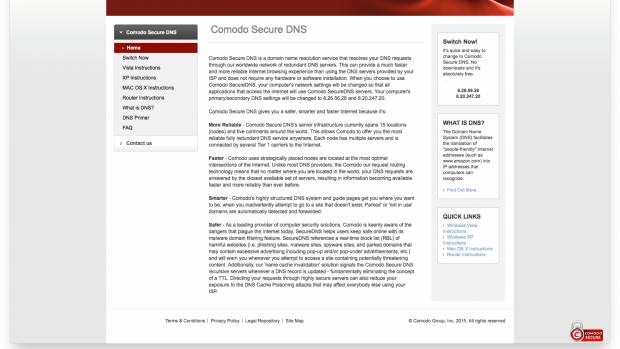 Comodo Secure DNS
Home
Switch Now
Vista Instructions
XP Instructions
MAC OS X Instructions
Router Instructions
What is DNS?
DNS Primer
FAQ
Contact us
Comodo Secure DNS
Comodo Secure DNS is a domain name resolution service that resolves your DNS requests
through our worldwide network of redundant DNS servers. This can provide a much faster
and more reliable Internet browsing experience than using the DNS servers provided by your
ISP and does not require any hardware or software installation. When you choose to use
Comodo SecureDNS, your computer's network settings will be changed so that all
applications that access the internet will use Comodo SecureDNS servers. Your computer's
primary/secondary DNS settings will be changed to 8.26.56.26 and 8.20.247.20.
Comodo Secure DNS gives you a safer, smarter and faster Internet because it's:
More Reliable - Comodo Secure DNS's server infrastructure currently spans 15 locations
(nodes) and five continents around the world. This allows Comodo to offer you the most
reliable fully redundant DNS service anywhere. Each node has multiple servers and is
connected by several Tier 1 carriers to the Internet.
Faster - Comodo uses strategically placed nodes are located at the most optimal
intersections of the Internet. Unlike most DNS providers, the Comodo our request routing
technology means that no matter where you are located in the world, your DNS requests are
answered by the closest available set of servers, resulting in information becoming available
faster and more reliably than ever before.
Smarter - Comodo's highly structured DNS system and guide pages get you where you want
to be, when you inadvertently attempt to go to a site that doesn't exist. Parked or 'not in use'
domains are automatically detected and forwarded.
Safer - As a leading provider of computer security solutions, Comodo is keenly aware of the
dangers that plague the Internet today. SecureDNS helps users keep safe online with its
malware domain filtering feature. SecureDNS references a real-time block list (RBL) of
harmful websites (i.e. phishing sites, malware sites, spyware sites, and parked domains that
may contain excessive advertising including pop-up and/or pop-under advertisements, etc.)
and will warn you whenever you attempt to access a site containing potentially threatening
content. Additionally, our 'name cache invalidation' solution signals the Comodo Secure DNS
recursive servers whenever a DNS record is updated - fundamentally eliminating the concept
of a TTL. Directing your requests through highly secure servers can also reduce your
exposure to the DNS Cache Poisoning attacks that may affect everybody else using your
ISP.
Switch Now!
It's quick and easy to
change to Comodo
Secure DNS. No
downloads and it's
absolutely free.
8.26.56.26
8.20.247.20
WHAT IS DNS?
The Domain Name
System (DNS) facilitates
the translation of
"people-friendly" Internet
addresses (such as
www.amazon.com) into
IP addresses that
computers can
recognize.
Find Out More
QUICK LINKS
Windows Vista
Instructions
Windows XP
Instructions
Mac OS X Instructions
Router Instructions
Terms & Conditions | Privacy Policy | Legal Repository | Site Map
© Comodo Group, Inc. 2015. All rights reserved.
COMODO
SECURE